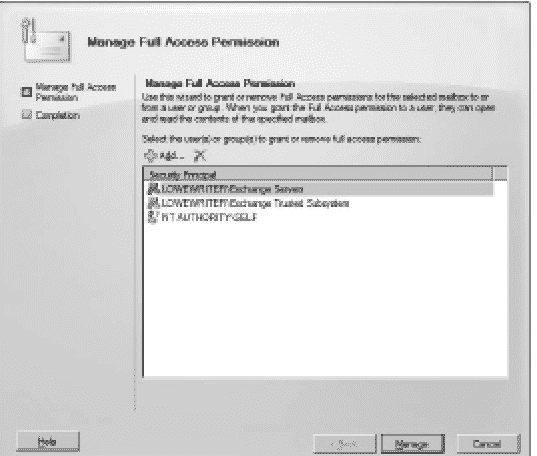 Manage Full Access Permission
Manage Full Access
Permission
Completion
Manage Full Access Permission
Use this wizard to grant or remove Full Access permissions for the selected mailbox to or
from a user or group. When you grant the Full Access permission to a user, they can open
and read the contents of the specified mailbox.
Select the user(s) or group(s) to grant or remove full access permission:
Add... 
Security Principal
LOWEWRITER\Exchange Servers
LOWEWRITER\Exchange Trusted Subsystem
NT AUTHORITY\SELF
Help
< Back
Manage
Cancel